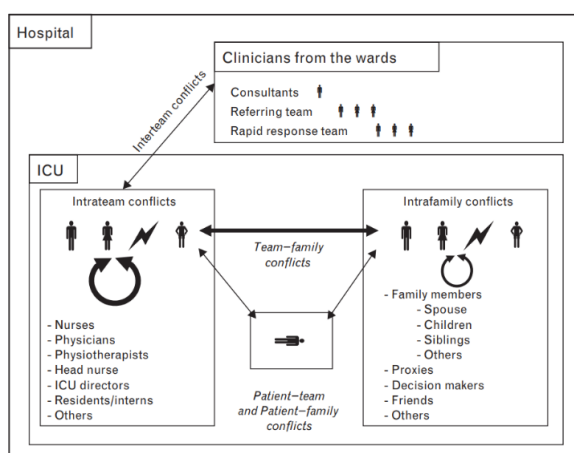 Hospital
Clinicians from the wards
Consultants
Referring team
Rapid response team
Interteam conflicts
ICU
Intrateam conflicts
- Nurses
- Physicians
- Physiotherapists
- Head nurse
- ICU directors
- Residents/interns
- Others
Team–family
conflicts
Intrafamily conflicts
- Family members
- Spouse
- Children
- Siblings
- Others
- Proxies
- Decision makers
- Friends
- Others
Patient–team
and Patient–family
conflicts